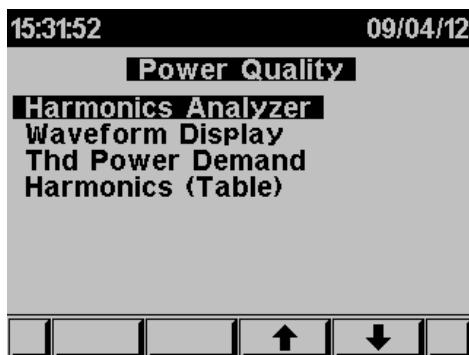 15:31:52 09/04/12
Power Quality
Harmonics Analyzer
Waveform Display
Thd Power Demand
Harmonics (Table)